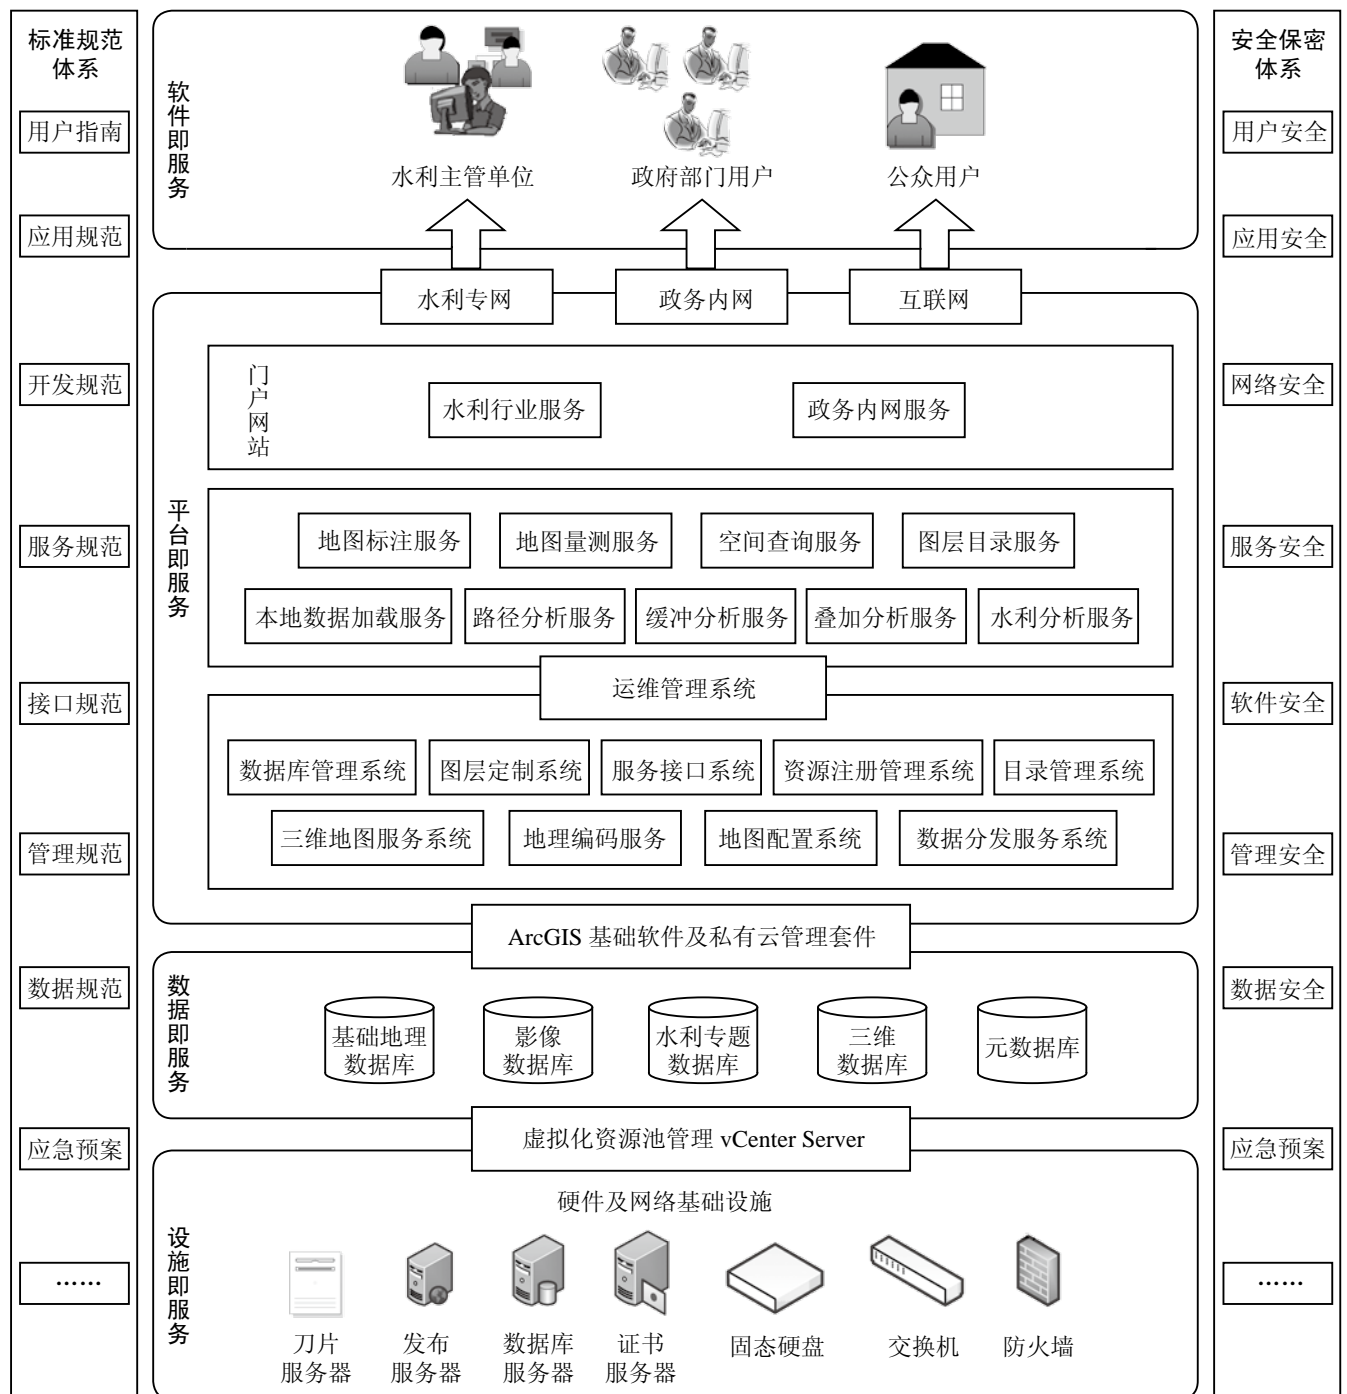 标准规范
体系
用户指南
应用规范
开发规范
服务规范
接口规范
管理规范
数据规范
应急预案
……
软件即服务
水利主管单位
政府部门用户
公众用户
水利专网
政务内网
互联网
平台即服务
门户网站
水利行业服务
政务内网服务
地图标注服务
地图量测服务
空间查询服务
图层目录服务
本地数据加载服务
路径分析服务
缓冲分析服务
叠加分析服务
水利分析服务
运维管理系统
数据库管理系统
图层定制系统
服务接口系统
资源注册管理系统
目录管理系统
三维地图服务系统
地理编码服务
地图配置系统
数据分发服务系统
ArcGIS 基础软件及私有云管理套件
数据即服务
基础地理
数据库
影像
数据库
水利专题
数据库
三维
数据库
元数据库
虚拟化资源池管理 vCenter Server
设施即服务
硬件及网络基础设施
刀片
服务器
发布
服务器
数据库
服务器
证书
服务器
固态硬盘
交换机
防火墙
安全保密
体系
用户安全
应用安全
网络安全
服务安全
软件安全
管理安全
数据安全
应急预案
……